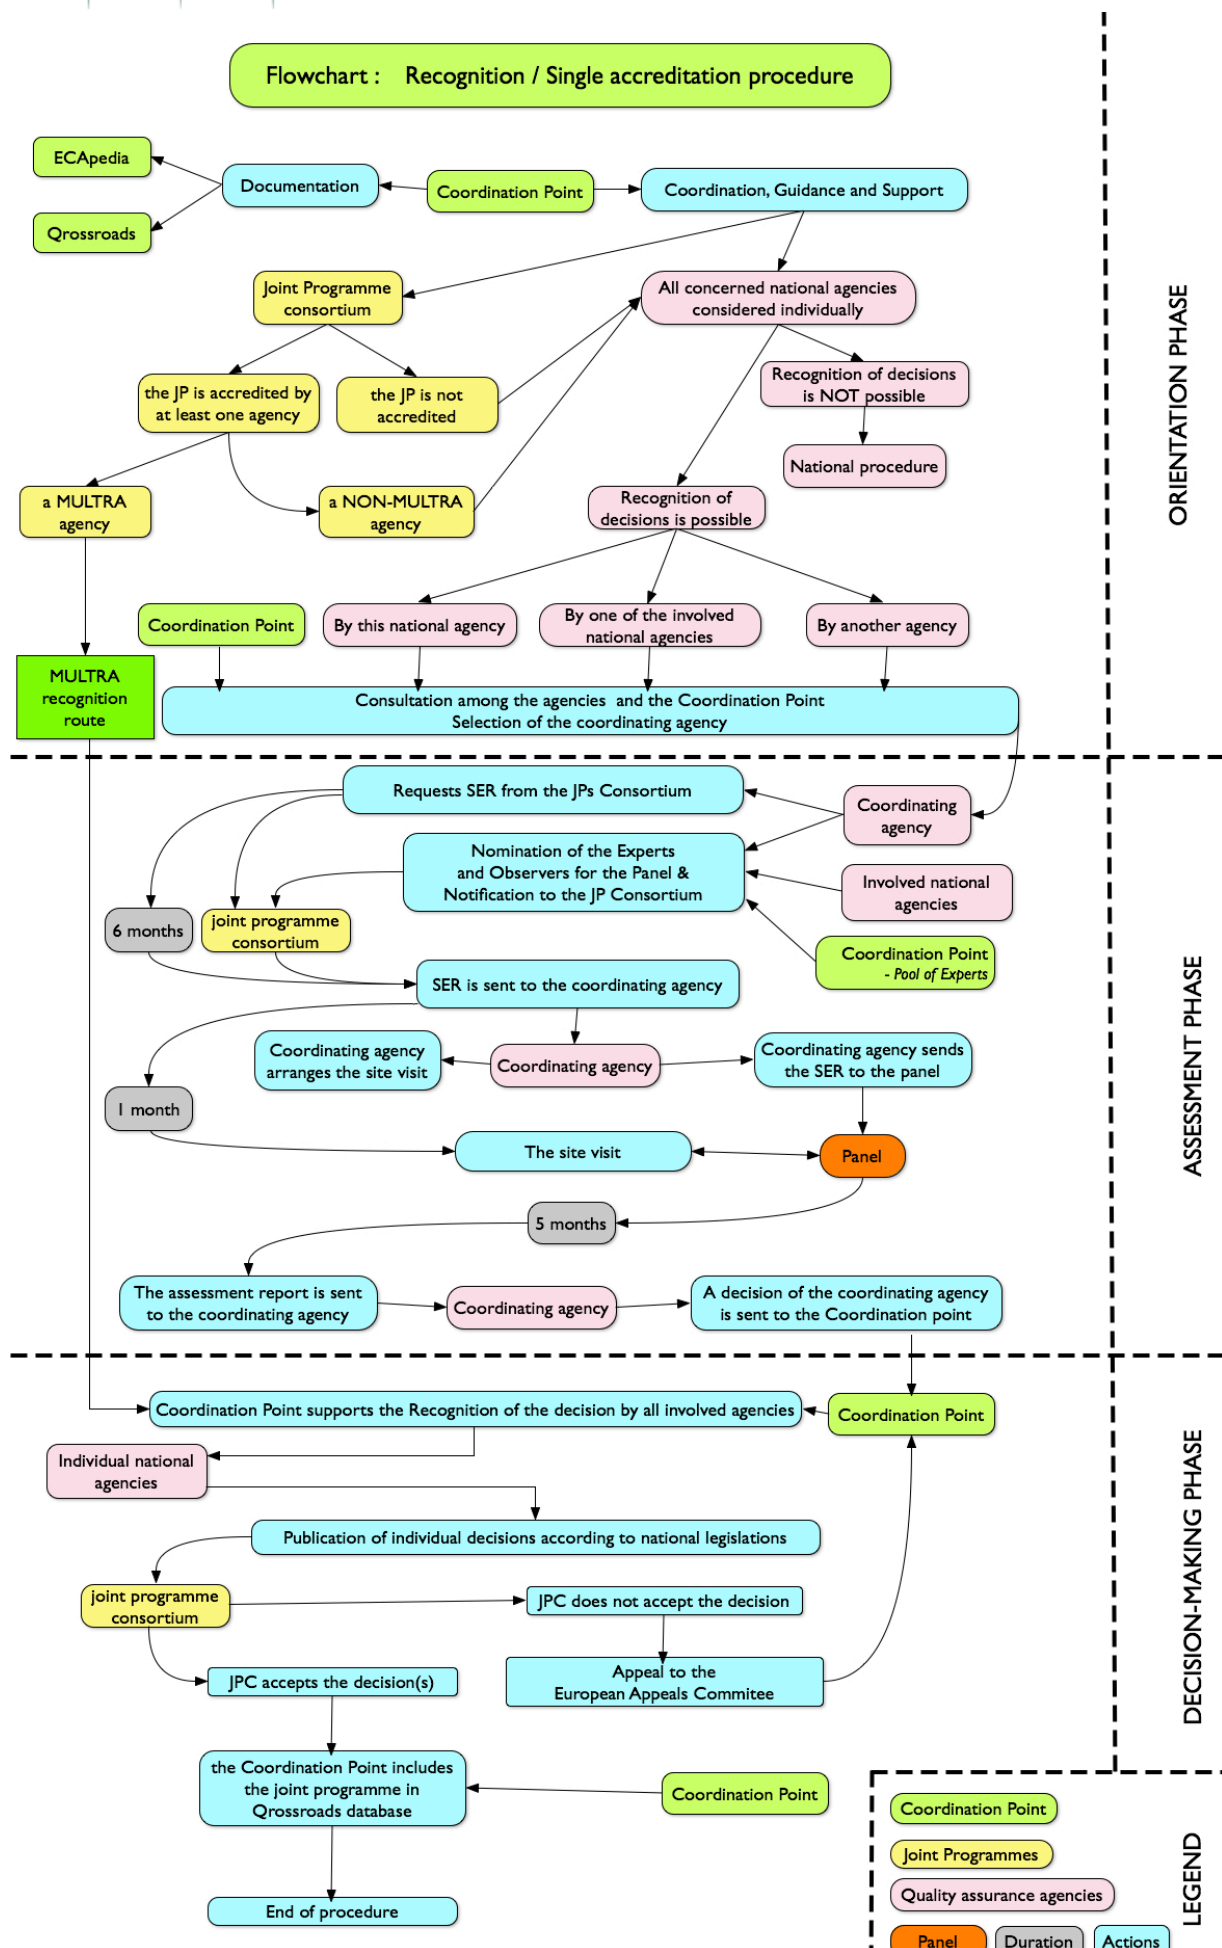 Flowchart :    Recognition / Single accreditation procedure
ECApedia
Documentation
Coordination Point
Coordination, Guidance and Support
Qrossroads
Joint Programme
consortium
All concerned national agencies
considered individually
the JP is accredited by
at least one agency
the JP is not
accredited
Recognition of decisions
is NOT possible
National procedure
a MULTRA
agency
a NON-MULTRA
agency
Recognition of
decisions is possible
Coordination Point
By this national agency
By one of the involved
national agencies
By another agency
MULTRA
recognition
route
Consultation among the agencies  and the Coordination Point
Selection of the coordinating agency
ORIENTATION PHASE
Requests SER from the JPs Consortium
Coordinating
agency
Nomination of the Experts
and Observers for the Panel &
Notification to the JP Consortium
Involved national
agencies
6 months
joint programme
consortium
Coordination Point
- Pool of Experts
SER is sent to the coordinating agency
Coordinating agency
arranges the site visit
Coordinating agency
Coordinating agency sends
the SER to the panel
1 month
The site visit
Panel
5 months
The assessment report is sent
to the coordinating agency
Coordinating agency
A decision of the coordinating agency
is sent to the Coordination point
ASSESSMENT PHASE
Coordination Point supports the Recognition of the decision by all involved agencies
Coordination Point
Individual national
agencies
Publication of individual decisions according to national legislations
joint programme
consortium
JPC does not accept the decision
JPC accepts the decision(s)
Appeal to the
European Appeals Commitee
the Coordination Point includes
the joint programme in
Qrossroads database
Coordination Point
End of procedure
DECISION-MAKING PHASE
Coordination Point
Joint Programmes
Quality assurance agencies
Panel
Duration
Actions
LEGEND